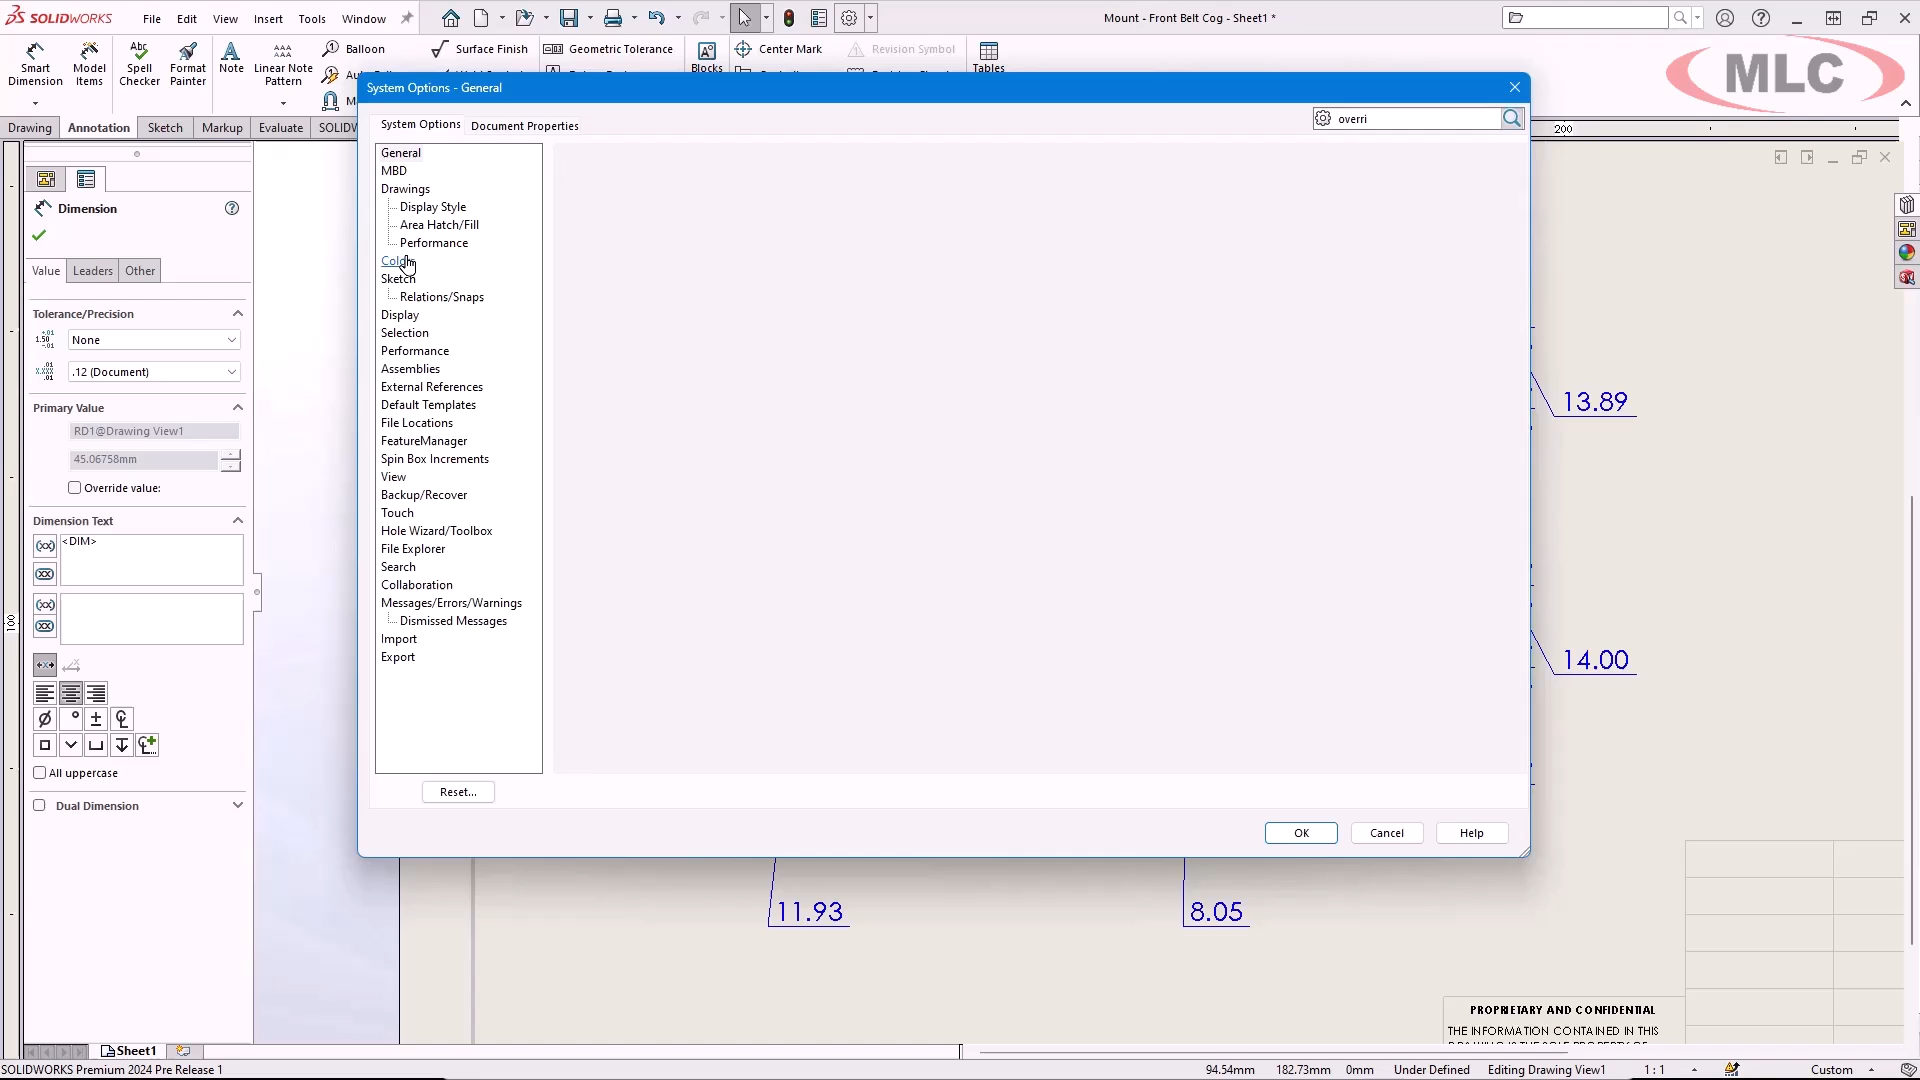 SOLIDWORKS File Edit View Insert Tools Window Mount - Front Belt Cog - Sheet1 *
Smart Dimension
Model Items
Spell Checker
Format Painter
Note
Linear Note Pattern
Balloon
Surface Finish
Geometric Tolerance
Blocks
Center Mark
Revision Symbol
Tables
MLC
Drawing Annotation Sketch Markup Evaluate SOLIDW
System Options - General
System Options Document Properties
overri
200
Dimension
Value Leaders Other
Tolerance/Precision
None
.12 (Document)
Primary Value
RD1@Drawing View1
45.06758mm
Override value:
Dimension Text
<DIM>
All uppercase
Dual Dimension
100
General
MBD
Drawings
Display Style
Area Hatch/Fill
Performance
Sketch
Relations/Snaps
Display
Selection
Performance
Assemblies
External References
Default Templates
File Locations
FeatureManager
Spin Box Increments
View
Backup/Recover
Touch
Hole Wizard/Toolbox
File Explorer
Search
Collaboration
Messages/Errors/Warnings
Dismissed Messages
Import
Export
Reset...
OK Cancel Help
13.89
14.00
11.93
8.05
PROPRIETARY AND CONFIDENTIAL
THE INFORMATION CONTAINED IN THIS
Sheet1
SOLIDWORKS Premium 2024 Pre Release 1 94.54mm 182.73mm 0mm Under Defined Editing Drawing View1 1 : 1 Custom